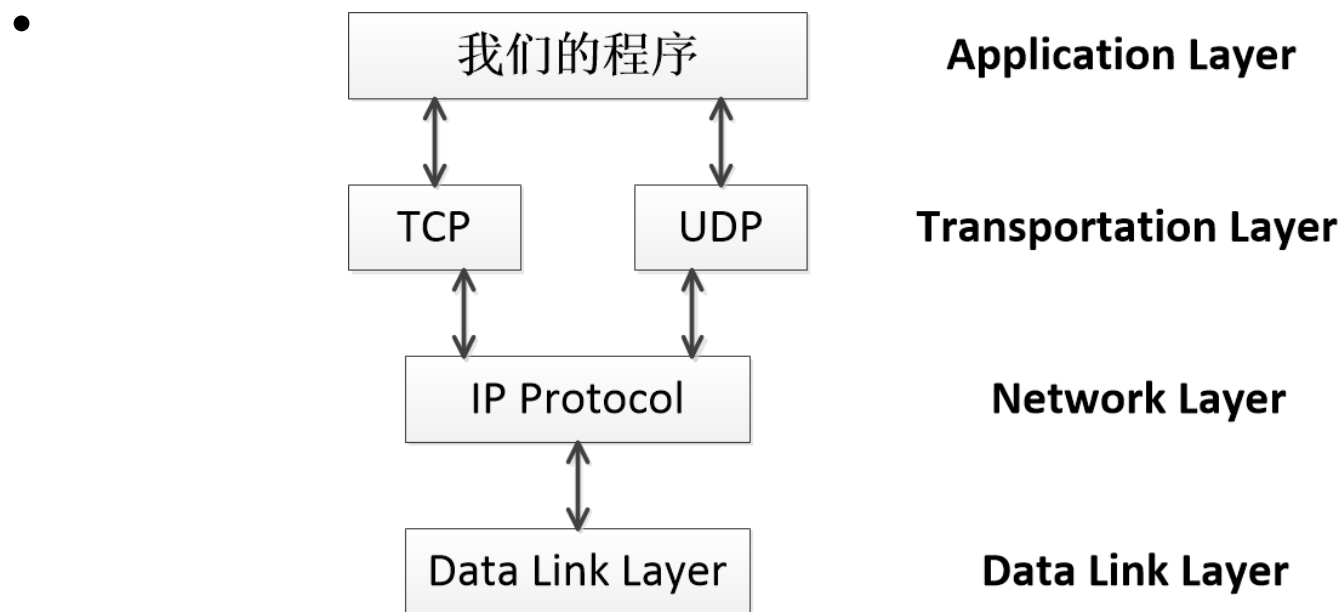 我们的程序
Application Layer
TCP
UDP
Transportation Layer
IP Protocol
Network Layer
Data Link Layer
Data Link Layer